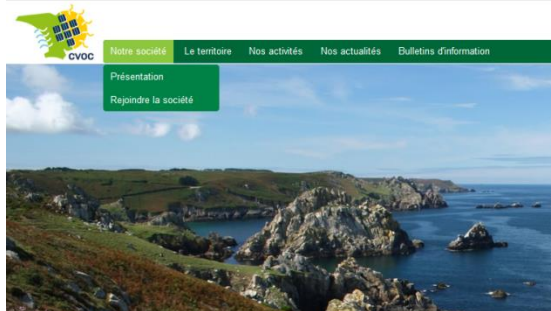 CVOC
Notre société Le territoire Nos activités Nos actualités Bulletins d'information
Présentation
Rejoindre la société